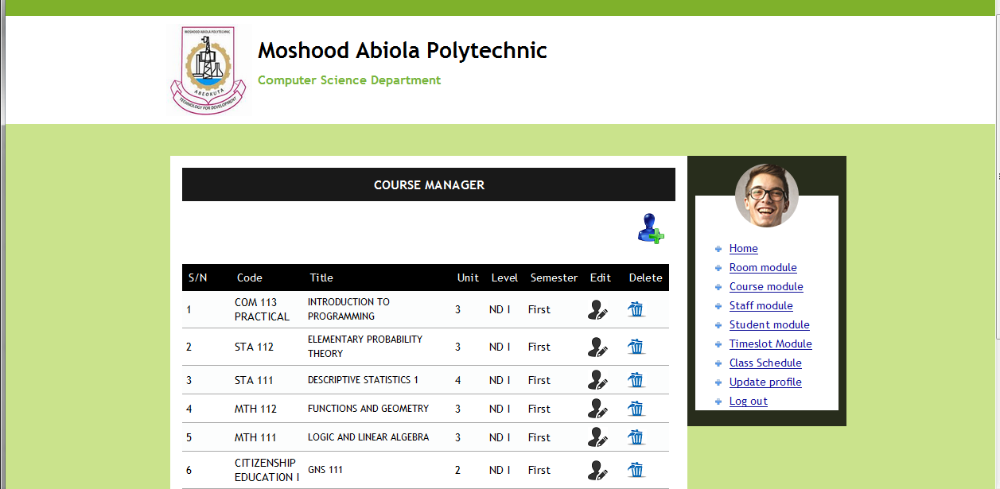 MOSHOOD ABIOLA POLYTECHNIC
ABEOKUTA
TECHNOLOGY FOR DEVELOPMENT
Moshood Abiola Polytechnic
Computer Science Department
COURSE MANAGER
S/N Code Title Unit Level Semester Edit Delete
1 COM 113 PRACTICAL INTRODUCTION TO PROGRAMMING 3 ND I First
2 STA 112 ELEMENTARY PROBABILITY THEORY 3 ND I First
3 STA 111 DESCRIPTIVE STATISTICS 1 4 ND I First
4 MTH 112 FUNCTIONS AND GEOMETRY 3 ND I First
5 MTH 111 LOGIC AND LINEAR ALGEBRA 3 ND I First
6 CITIZENSHIP EDUCATION I GNS 111 2 ND I First
Home
Room module
Course module
Staff module
Student module
Timeslot Module
Class Schedule
Update profile
Log out